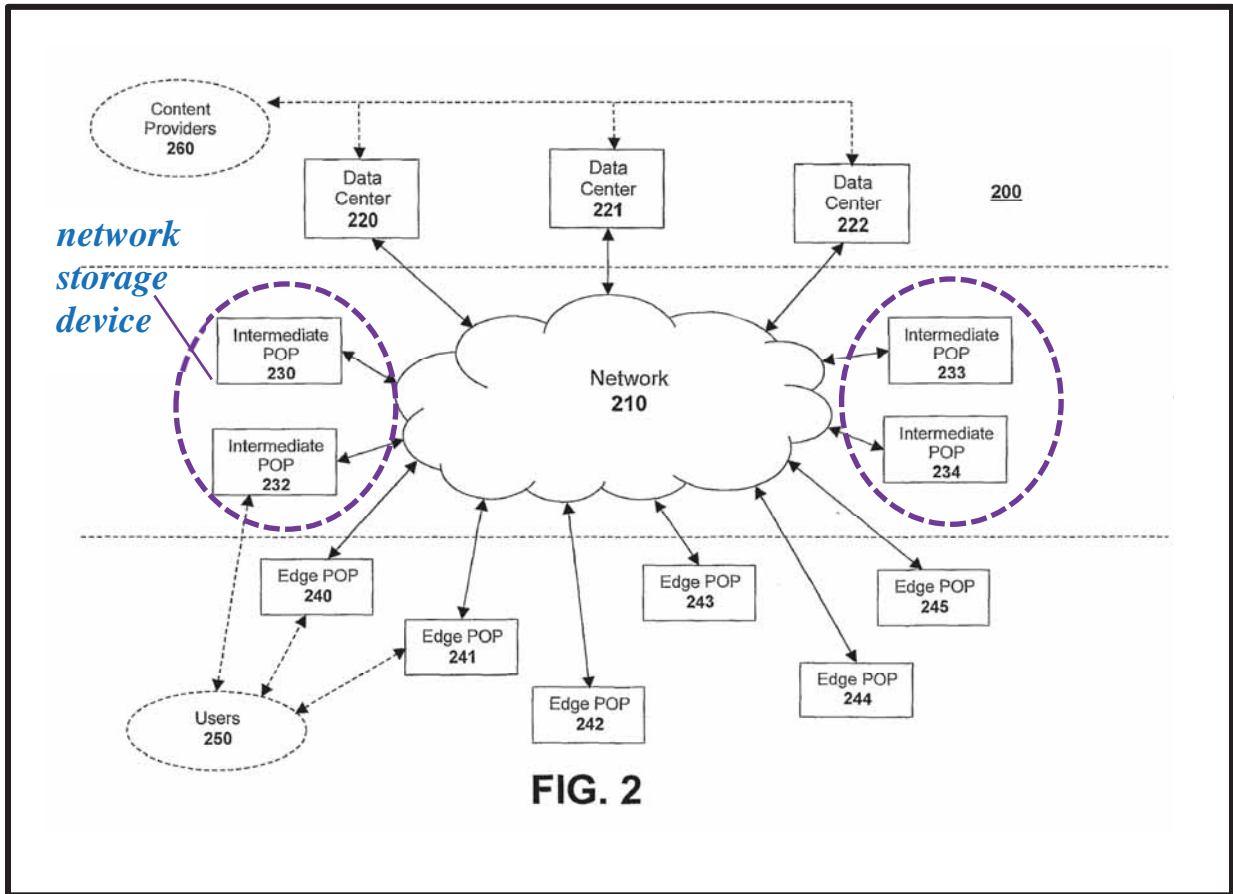 Content
Providers
260
Data
Center
220
Data
Center
221
Data
Center
222
200
network
storage
device
Intermediate
POP
230
Intermediate
POP
232
Network
210
Intermediate
POP
233
Intermediate
POP
234
Edge POP
240
Edge POP
241
Edge POP
242
Edge POP
243
Edge POP
244
Edge POP
245
Users
250
FIG. 2